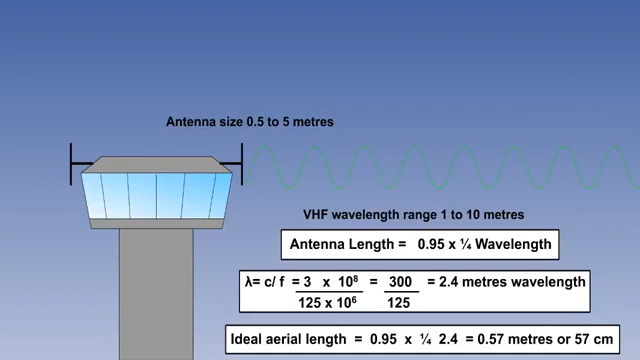 Antenna size 0.5 to 5 metres
VHF wavelength range 1 to 10 metres
Antenna Length = 0.95 x ¼ Wavelength
λ= c/ f = 3 x 10⁸ / 125 x 10⁶ = 300 / 125 = 2.4 metres wavelength
Ideal aerial length = 0.95 x ¼ 2.4 = 0.57 metres or 57 cm